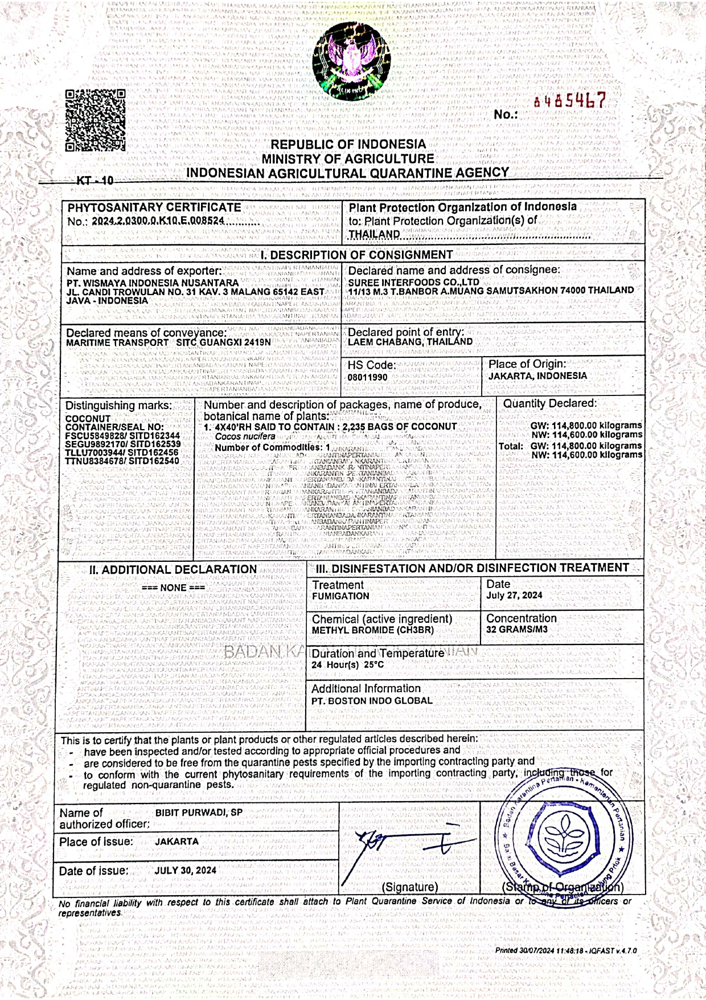 8485467
No.:
REPUBLIC OF INDONESIA
MINISTRY OF AGRICULTURE
INDONESIAN AGRICULTURAL QUARANTINE AGENCY
KT - 10
PHYTOSANITARY CERTIFICATE
No.: 2024.2.0300.0.K10.E.008524...........
Plant Protection Organization of Indonesia
to: Plant Protection Organization(s) of
THAILAND
I. DESCRIPTION OF CONSIGNMENT
Name and address of exporter:
PT. WISMAYA INDONESIA NUSANTARA
JL. CANDI TROWULAN NO. 31 KAV. 3 MALANG 65142 EAST
JAVA - INDONESIA
Declared name and address of consignee:
SUREE INTERFOODS CO.,LTD
11/13 M.3 T.BANBOR A.MUANG SAMUTSAKHON 74000 THAILAND
Declared means of conveyance:
MARITIME TRANSPORT SITC GUANGXI 2419N
Declared point of entry:
LAEM CHABANG, THAILAND
HS Code:
08011990
Place of Origin:
JAKARTA, INDONESIA
Distinguishing marks:
COCONUT
CONTAINER/SEAL NO:
FSCU5849828/ SITD162344
SEGU9892170/ SITD162539
TLLU7003944/ SITD162456
TTNU8384678/ SITD162540
Number and description of packages, name of produce,
botanical name of plants:
1. 4X40'RH SAID TO CONTAIN : 2,235 BAGS OF COCONUT
Cocos nucifera
Number of Commodities: 1
Quantity Declared:
GW: 114,800.00 kilograms
NW: 114,600.00 kilograms
Total: GW: 114,800.00 kilograms
NW: 114,600.00 kilograms
II. ADDITIONAL DECLARATION
=== NONE ===
III. DISINFESTATION AND/OR DISINFECTION TREATMENT
Treatment
FUMIGATION
Date
July 27, 2024
Chemical (active ingredient)
METHYL BROMIDE (CH3BR)
Concentration
32 GRAMS/M3
Duration and Temperature
24 Hour(s) 25°C
Additional Information
PT. BOSTON INDO GLOBAL
This is to certify that the plants or plant products or other regulated articles described herein:
- have been inspected and/or tested according to appropriate official procedures and
- are considered to be free from the quarantine pests specified by the importing contracting party and
- to conform with the current phytosanitary requirements of the importing contracting party, including those for
regulated non-quarantine pests.
Name of
authorized officer:
BIBIT PURWADI, SP
Place of issue: JAKARTA
Date of issue: JULY 30, 2024
(Signature)
(Stamp of Organization)
Badan Karantina Pertanian - Kementerian Pertanian
Balai Besar Karantina Pertanian Tanjung Priok
No financial liability with respect to this certificate shall attach to Plant Quarantine Service of Indonesia or to any of its officers or
representatives.
Printed 30/07/2024 11:48:18 - IQFAST v.4.7.0